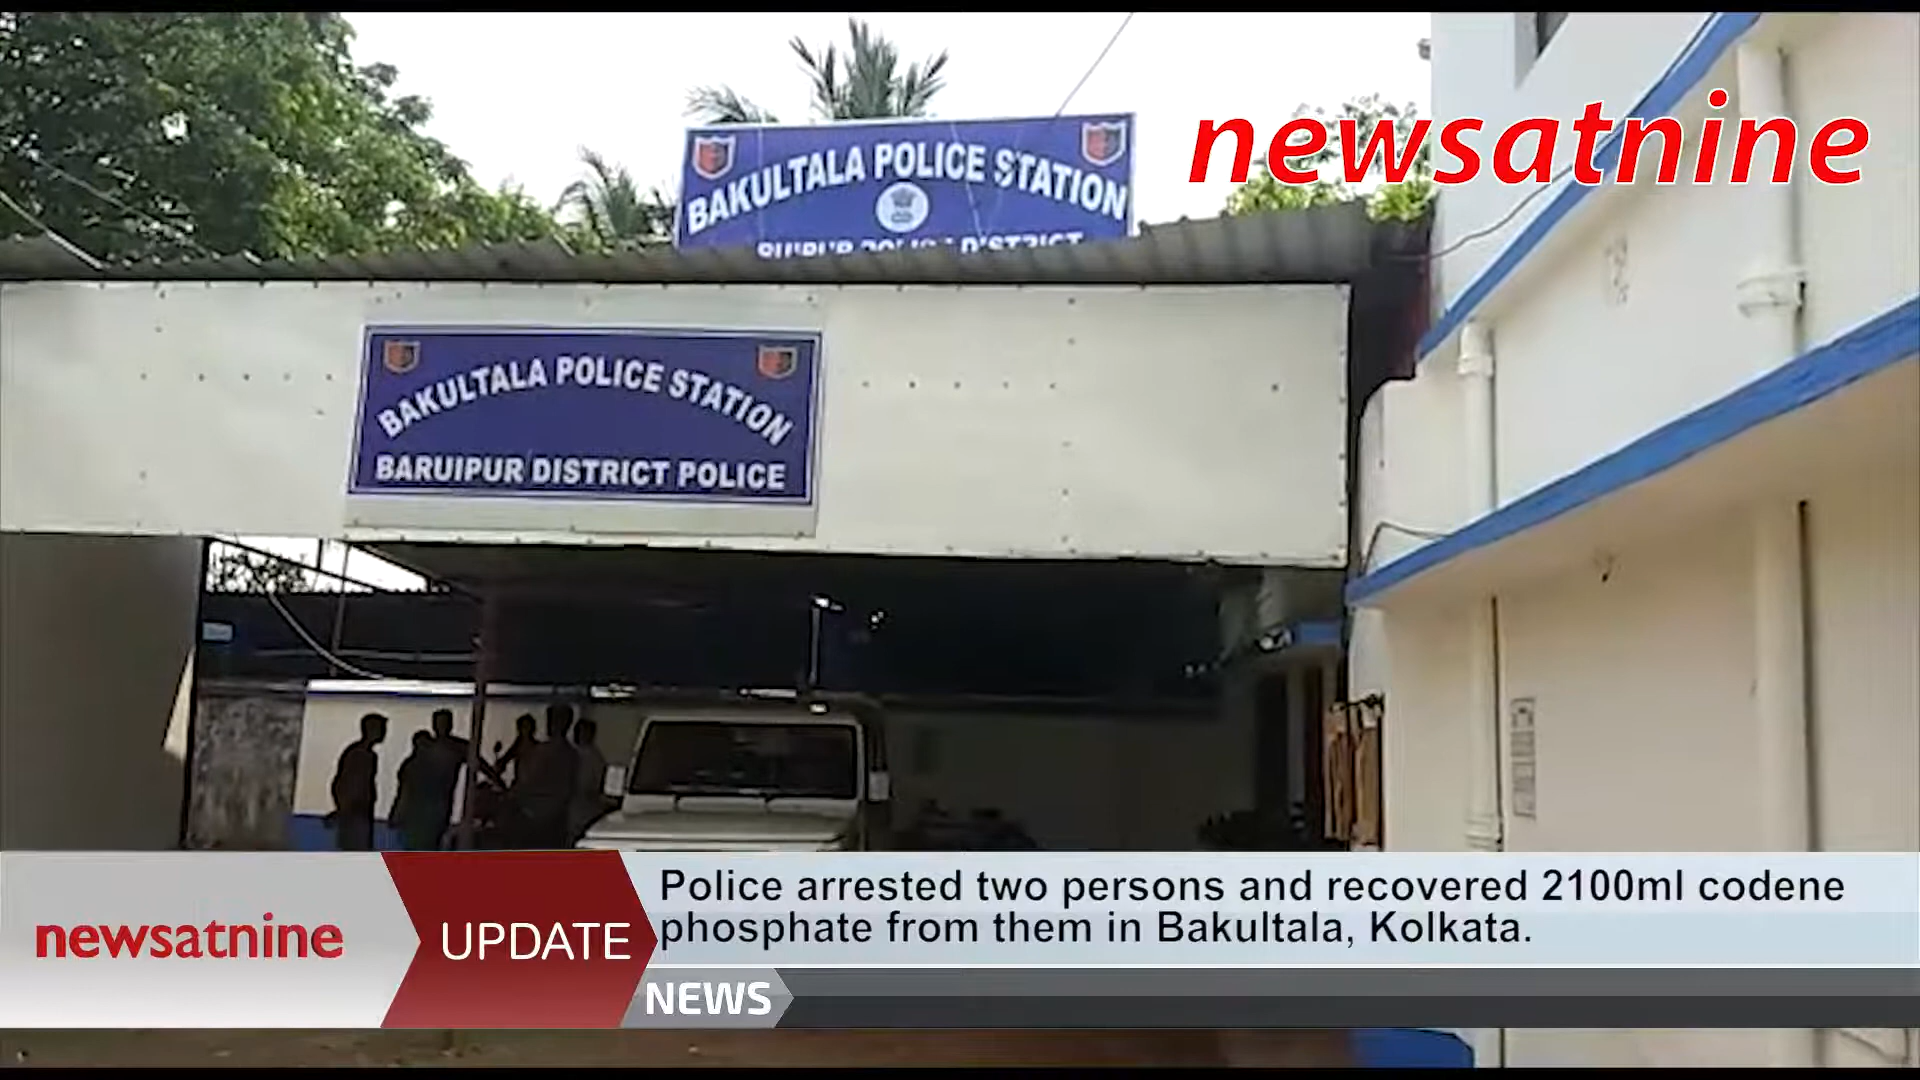 newsatnine
BAKULTALA POLICE STATION
DISTRICT
BAKULTALA POLICE STATION
BARUIPUR DISTRICT POLICE
newsatnine
UPDATE
Police arrested two persons and recovered 2100ml codene
phosphate from them in Bakultala, Kolkata.
NEWS